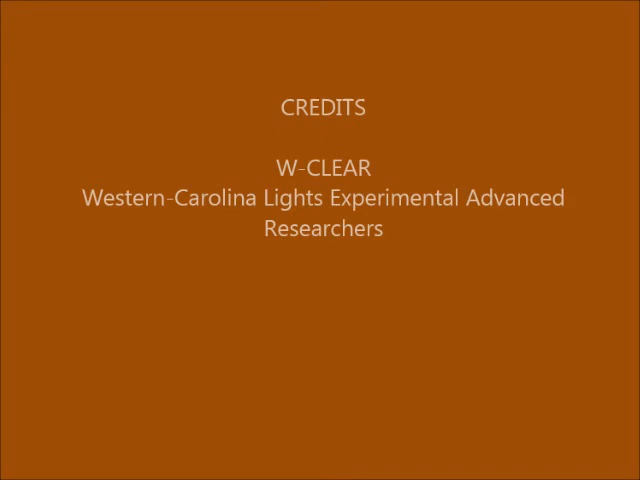 CREDITS
W-CLEAR
Western-Carolina Lights Experimental Advanced
Researchers